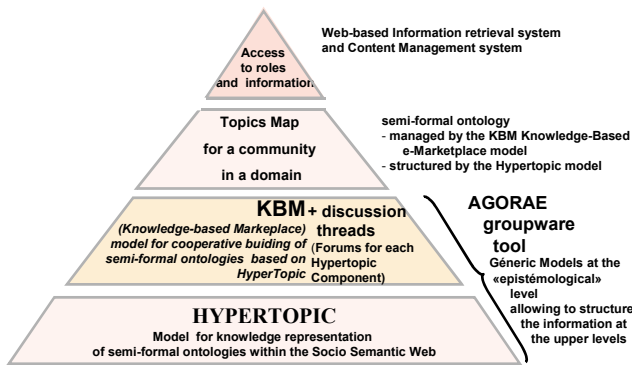 Access
to roles
and information
Web-based Information retrieval system
and Content Management system
Topics Map
for a community
in a domain
semi-formal ontology
- managed by the KBM Knowledge-Based
e-Marketplace model
- structured by the Hypertopic model
KBM + discussion
threads
(Knowledge-based Markeplace)
model for cooperative buiding of
semi-formal ontologies based on
HyperTopic
(Forums for each
Hypertopic
Component)
AGORAE
groupware
tool
Géneric Models at the
«epistémological»
level
allowing to structure
the information at
the upper levels
HYPERTOPIC
Model for knowledge representation
of semi-formal ontologies within the Socio Semantic Web